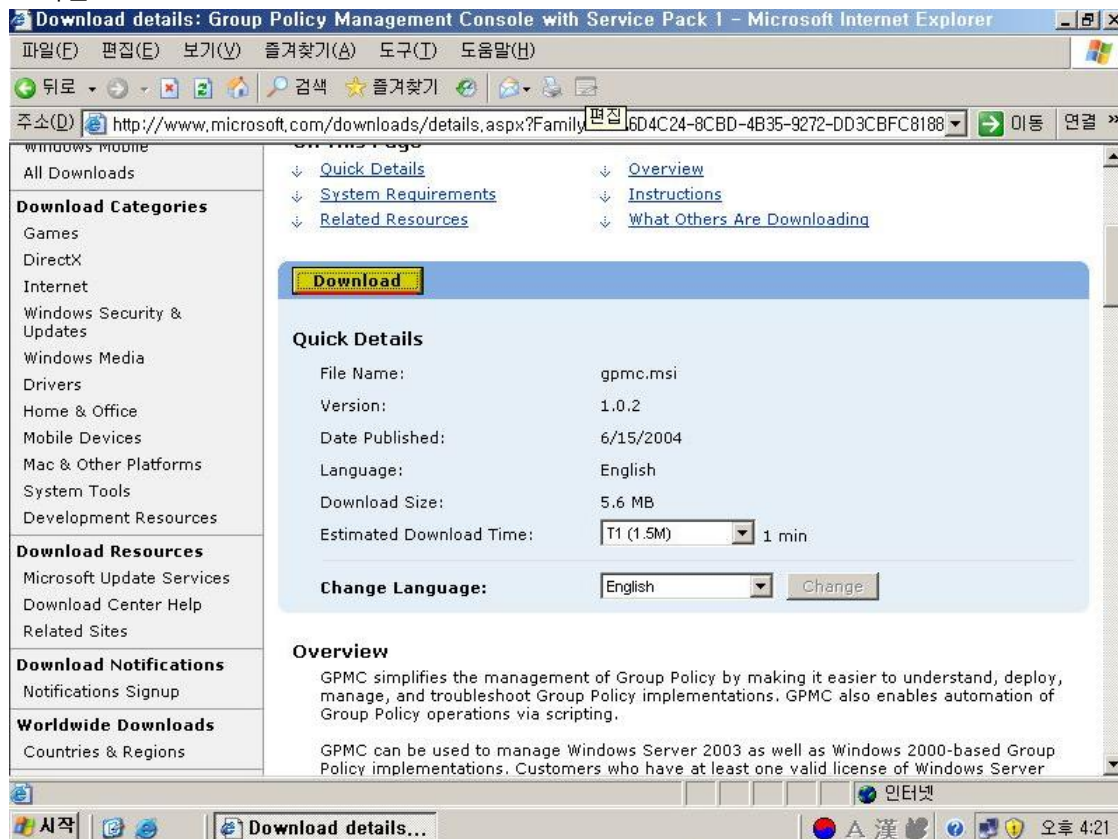 Download details: Group Policy Management Console with Service Pack 1 - Microsoft Internet Explorer
파일(F) 편집(E) 보기(V) 즐겨찾기(A) 도구(T) 도움말(H)
뒤로 검색 즐겨찾기
편집
주소(D) http://www.microsoft.com/downloads/details.aspx?Family 6D4C24-8CBD-4B35-9272-DD3CBFC8188 이동 연결 »
Windows Mobile
All Downloads
Download Categories
Games
DirectX
Internet
Windows Security &
Updates
Windows Media
Drivers
Home & Office
Mobile Devices
Mac & Other Platforms
System Tools
Development Resources
Download Resources
Microsoft Update Services
Download Center Help
Related Sites
Download Notifications
Notifications Signup
Worldwide Downloads
Countries & Regions
On This Page
Quick Details Overview
System Requirements Instructions
Related Resources What Others Are Downloading
Download
Quick Details
File Name: gpmc.msi
Version: 1.0.2
Date Published: 6/15/2004
Language: English
Download Size: 5.6 MB
Estimated Download Time: T1 (1.5M) 1 min
Change Language: English Change
Overview
GPMC simplifies the management of Group Policy by making it easier to understand, deploy,
manage, and troubleshoot Group Policy implementations. GPMC also enables automation of
Group Policy operations via scripting.
GPMC can be used to manage Windows Server 2003 as well as Windows 2000-based Group
Policy implementations. Customers who have at least one valid license of Windows Server
인터넷
시작 Download details... A 漢 오후 4:21